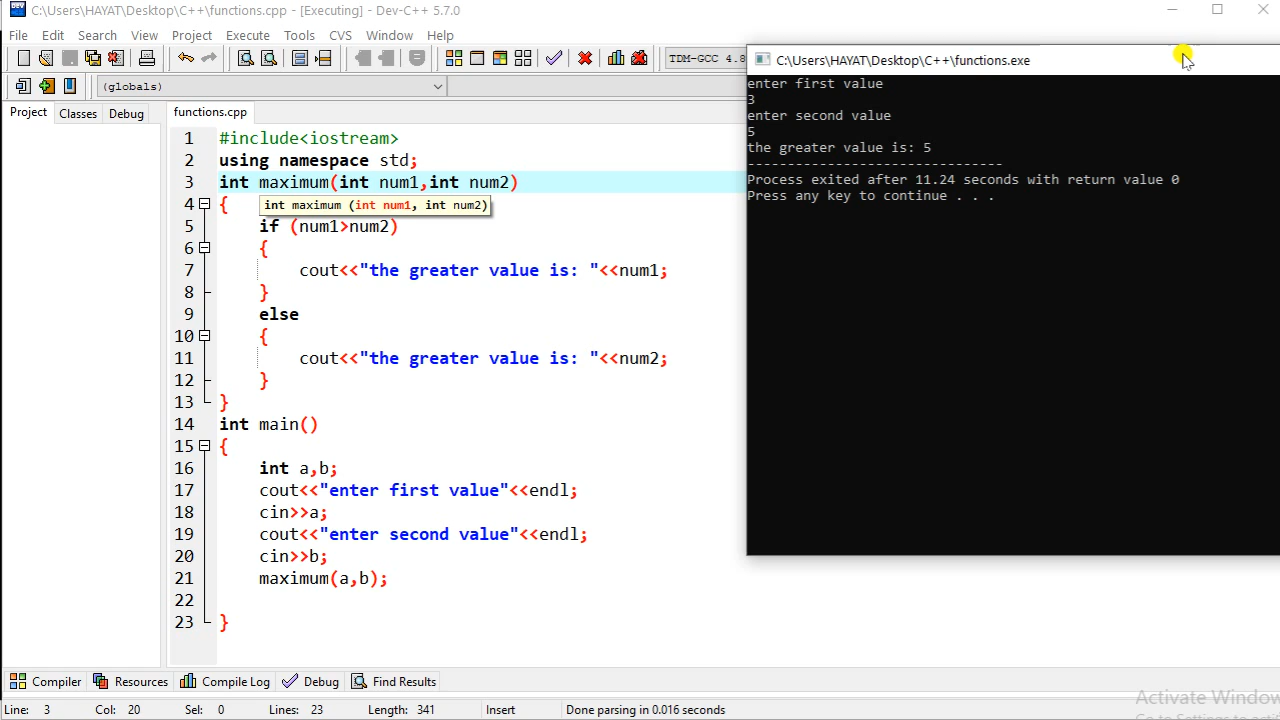 C:\Users\HAYAT\Desktop\C++\functions.cpp - [Executing] - Dev-C++ 5.7.0
File Edit Search View Project Execute Tools CVS Window Help
TDM-GCC 4.8
(globals)
Project Classes Debug
functions.cpp
1 #include<iostream>
2 using namespace std;
3 int maximum(int num1,int num2)
4 {
int maximum (int num1, int num2)
5 if (num1>num2)
6 {
7 cout<<"the greater value is: "<<num1;
8 }
9 else
10 {
11 cout<<"the greater value is: "<<num2;
12 }
13 }
14 int main()
15 {
16 int a,b;
17 cout<<"enter first value"<<endl;
18 cin>>a;
19 cout<<"enter second value"<<endl;
20 cin>>b;
21 maximum(a,b);
22
23 }
C:\Users\HAYAT\Desktop\C++\functions.exe
enter first value
3
enter second value
5
the greater value is: 5
--------------------------------
Process exited after 11.24 seconds with return value 0
Press any key to continue . . .
Compiler Resources Compile Log Debug Find Results
Line: 3 Col: 20 Sel: 0 Lines: 23 Length: 341 Insert Done parsing in 0.016 seconds
Activate Window